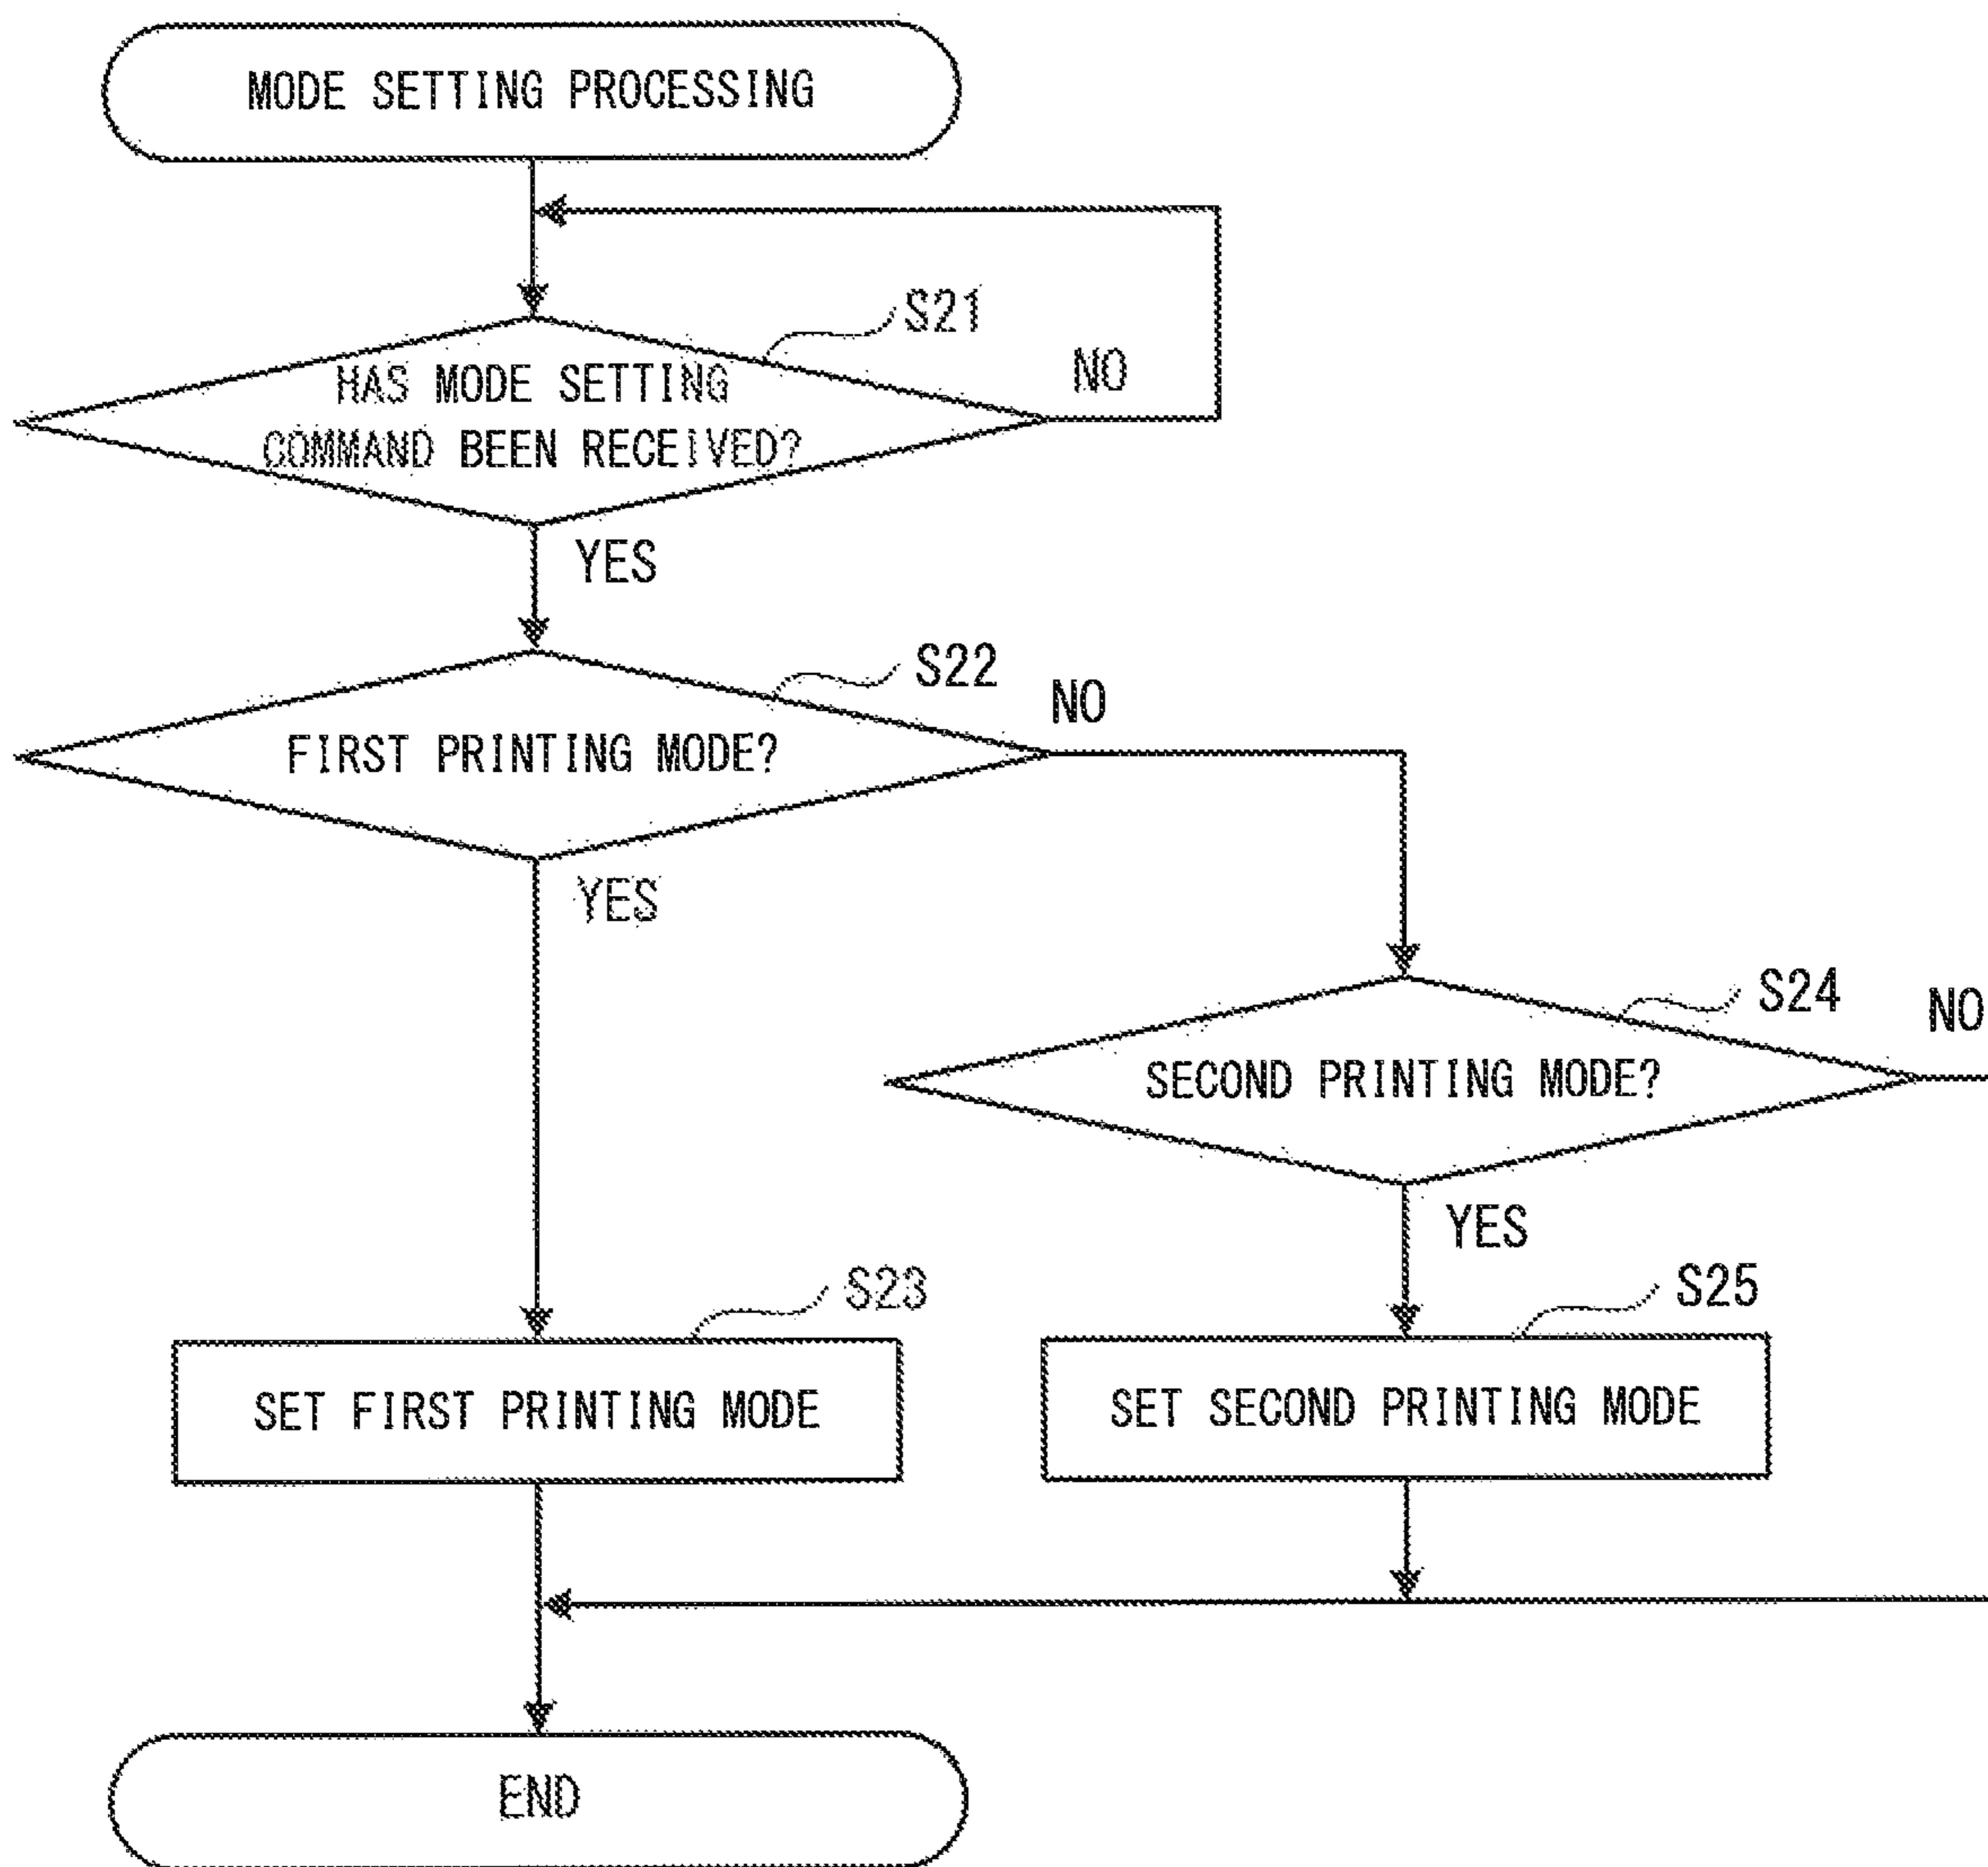 MODE SETTING PROCESSING
S21
HAS MODE SETTING
COMMAND BEEN RECEIVED?
NO
YES
S22
FIRST PRINTING MODE?
NO
YES
S24
SECOND PRINTING MODE?
NO
YES
S23
SET FIRST PRINTING MODE
S25
SET SECOND PRINTING MODE
END